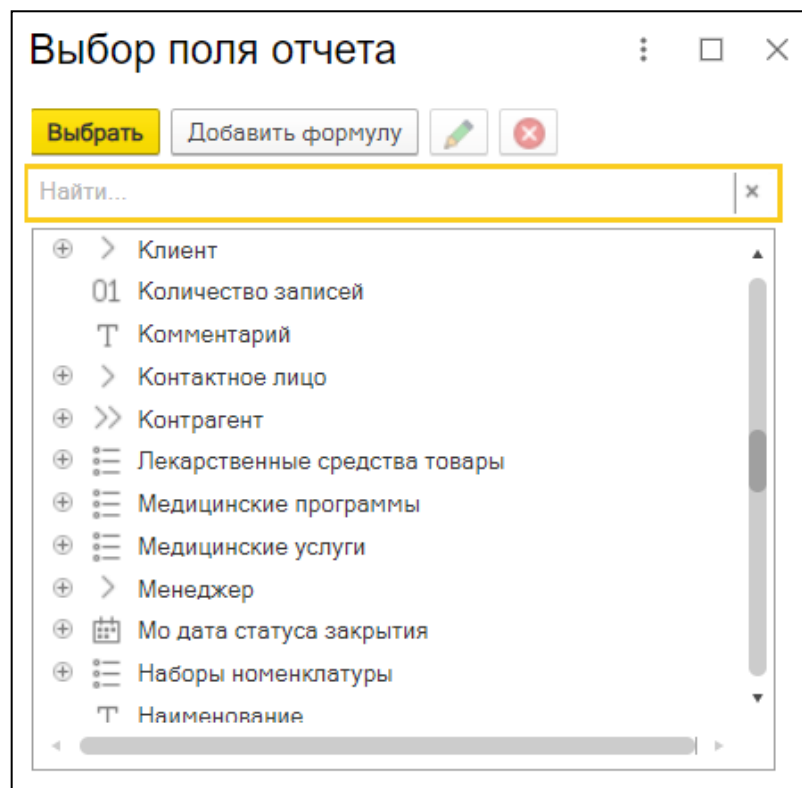 Выбор поля отчета
Выбрать Добавить формулу
Найти...
Клиент
01 Количество записей
T Комментарий
Контактное лицо
Контрагент
Лекарственные средства товары
Медицинские программы
Медицинские услуги
Менеджер
Мо дата статуса закрытия
Наборы номенклатуры
T Наименование